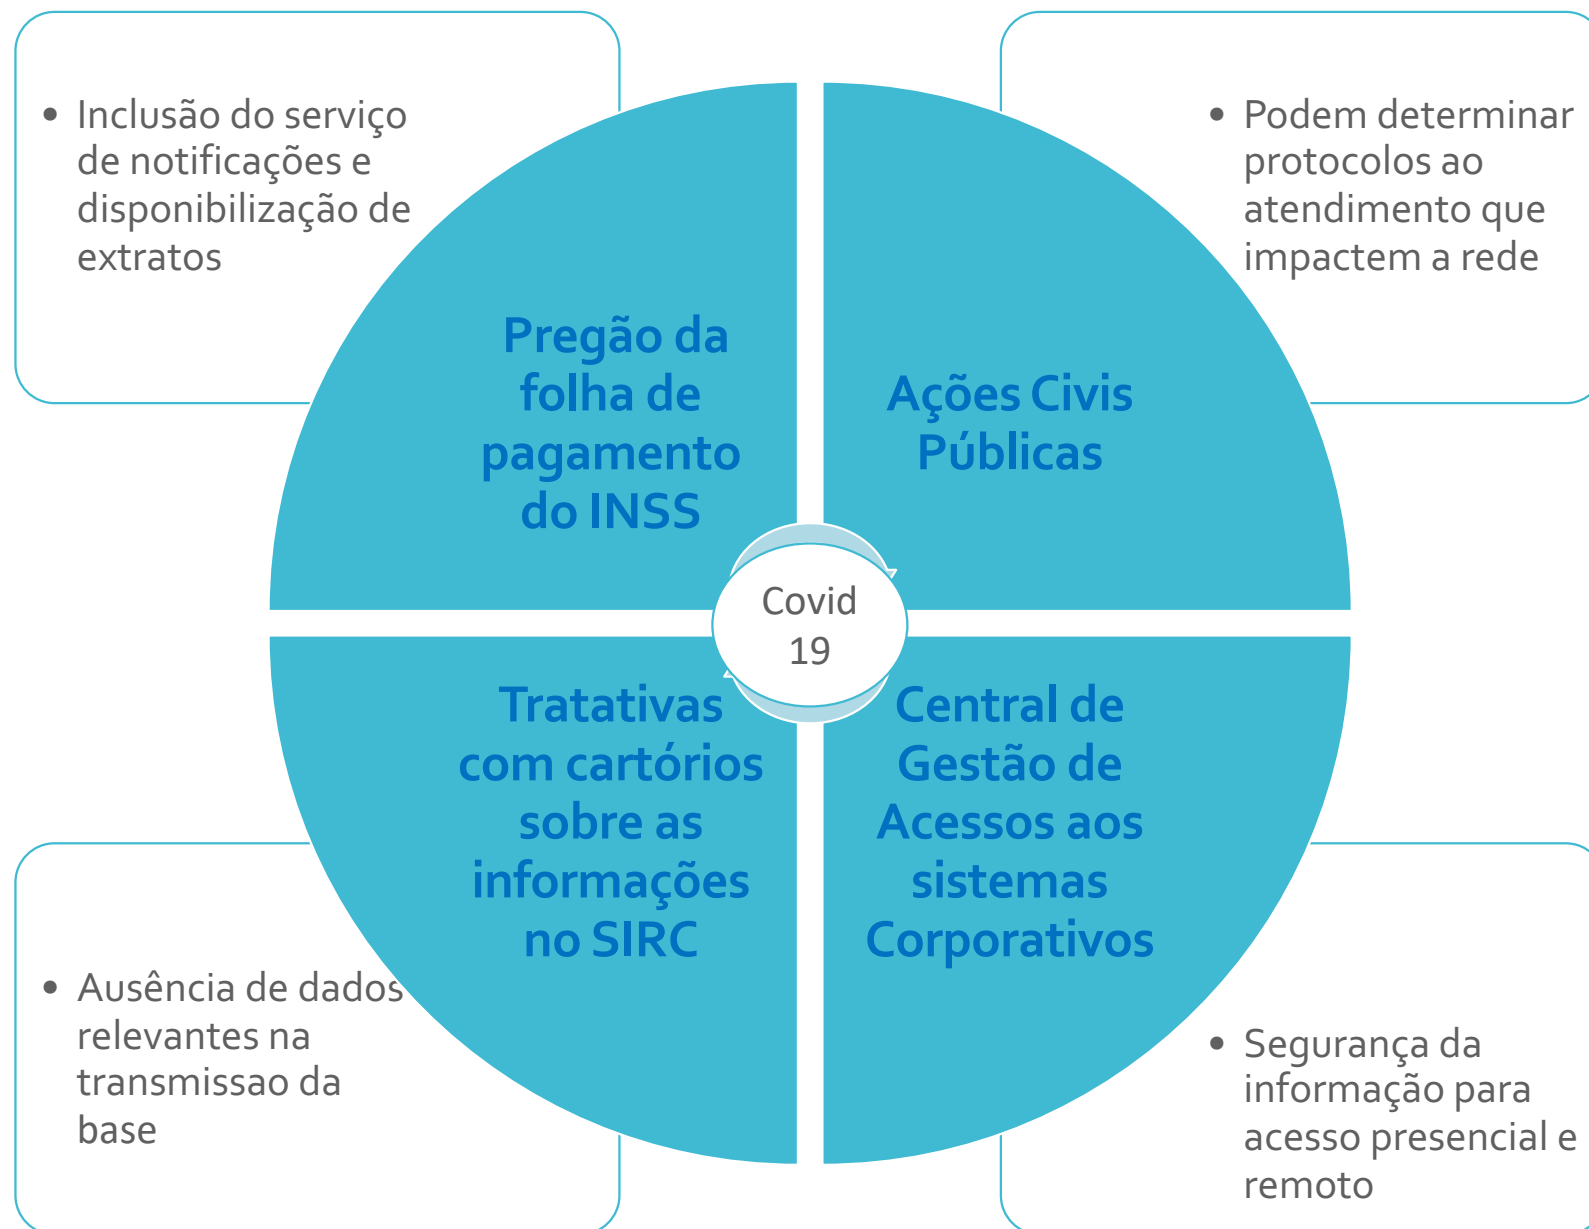 • Inclusão do serviço
de notificações e
disponibilização de
extratos
• Podem determinar
protocolos ao
atendimento que
impactem a rede
Pregão da
folha de
pagamento
do INSS
Ações Civis
Públicas
Covid
19
Tratativas
com cartórios
sobre as
informações
no SIRC
Central de
Gestão de
Acessos aos
sistemas
Corporativos
• Ausência de dados
relevantes na
transmissao da
base
• Segurança da
informação para
acesso presencial e
remoto